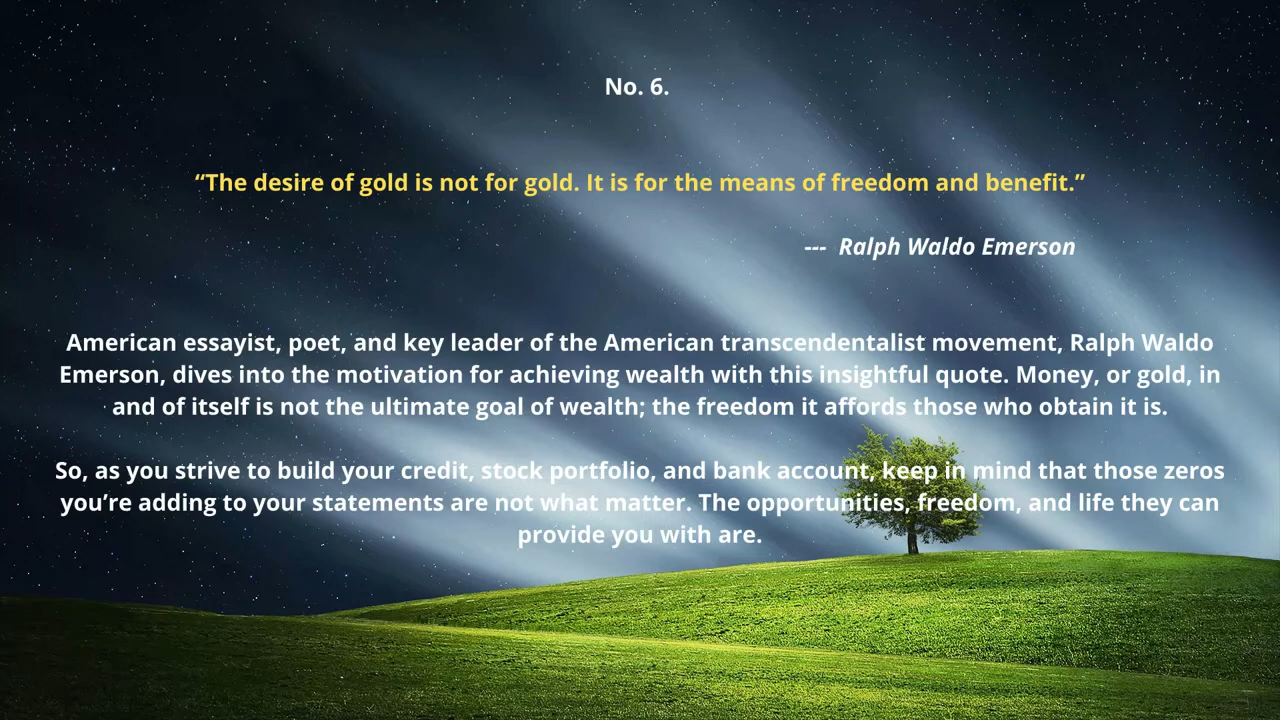 No. 6.
“The desire of gold is not for gold. It is for the means of freedom and benefit.”
--- Ralph Waldo Emerson
American essayist, poet, and key leader of the American transcendentalist movement, Ralph Waldo
Emerson, dives into the motivation for achieving wealth with this insightful quote. Money, or gold, in
and of itself is not the ultimate goal of wealth; the freedom it affords those who obtain it is.
So, as you strive to build your credit, stock portfolio, and bank account, keep in mind that those zeros
you’re adding to your statements are not what matter. The opportunities, freedom, and life they can
provide you with are.